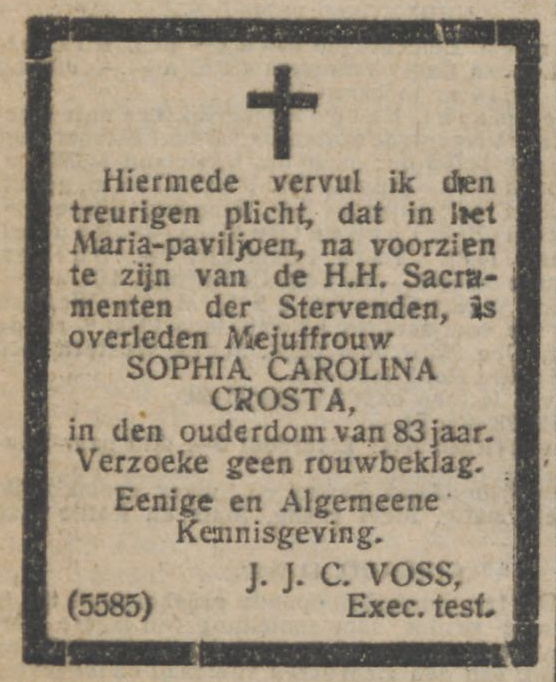 Hiermede vervul ik den
treurigen plicht, dat in het
Maria-paviljoen, na voorzien
te zijn van de H.H. Sacra-
menten der Stervenden, is
overleden Mejuffrouw
SOPHIA CAROLINA
CROSTA,
in den ouderdom van 83 jaar.
Verzoeke geen rouwbeklag.
Eenige en Algemeene
Kennisgeving.
J. J. C. VOSS,
(5585) Exec. test.